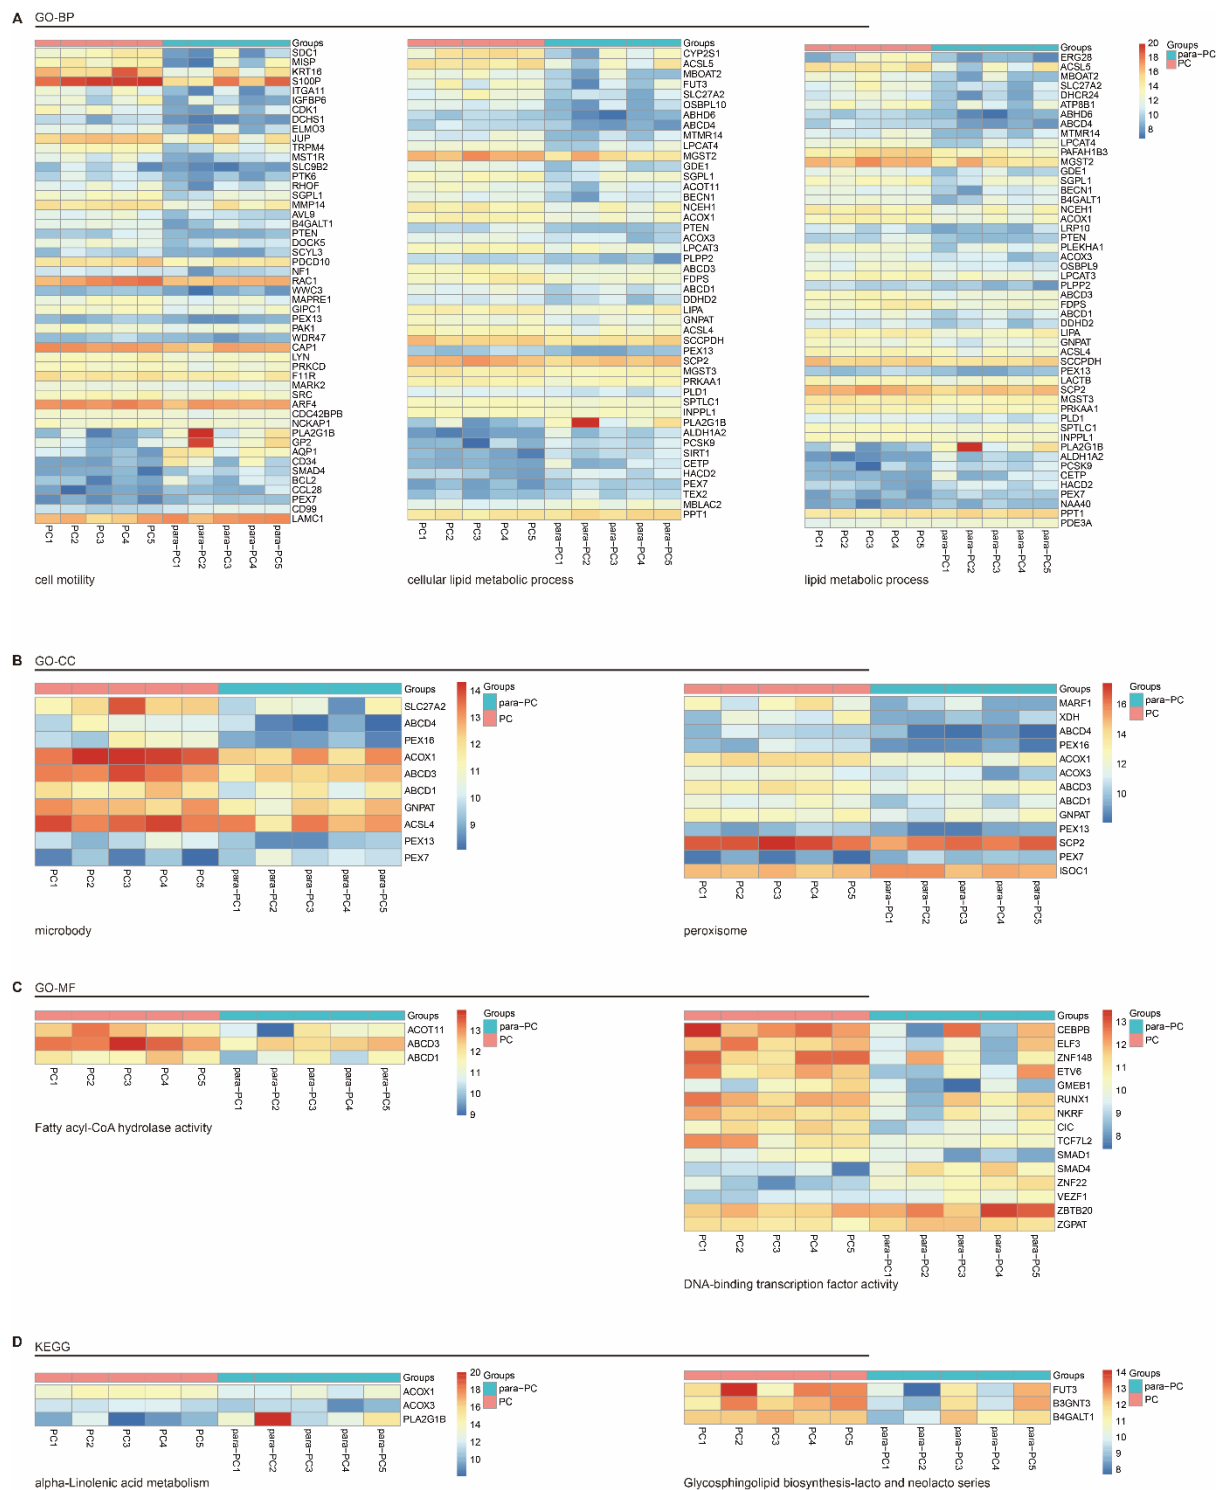 A GO-BP
Groups
SDC1
MISP
KRT16
S100P
ITGA11
IGFBP6
CDK1
DCHS1
ELMO3
JUP
TRPM4
MST1R
SLC9B2
PTK6
RHOF
SGPL1
MMP14
AVL9
B4GALT1
PTEN
DOCK5
SCYL3
PDCD10
NF1
RAC1
WWC3
MAPRE1
GIPC1
PEX13
PAK1
WDR47
CAP1
LYN
PRKCD
F11R
MARK2
SRC
ARF4
CDC42BPB
NCKAP1
PLA2G1B
GP2
AQP1
CD34
SMAD4
BCL2
CCL28
PEX7
CD99
LAMC1
PC1
PC2
PC3
PC4
PC5
para-PC1
para-PC2
para-PC3
para-PC4
para-PC5
cell motility
Groups
CYP2S1
ACSL5
MBOAT2
FUT3
SLC27A2
OSBPL10
ABHD6
ABCD4
MTMR14
LPCAT4
MGST2
GDE1
SGPL1
ACOT11
BECN1
NCEH1
ACOX1
PTEN
ACOX3
LPCAT3
PLPP2
ABCD3
FDPS
ABCD1
DDHD2
LIPA
GNPAT
ACSL4
SCCPDH
PEX13
SCP2
MGST3
PRKAA1
PLD1
SPTLC1
INPPL1
PLA2G1B
ALDH1A2
PCSK9
SIRT1
CETP
HACD2
PEX7
TEX2
MBLAC2
PPT1
PC1
PC2
PC3
PC4
PC5
para-PC1
para-PC2
para-PC3
para-PC4
para-PC5
cellular lipid metabolic process
Groups
ERG28
ACSL5
MBOAT2
SLC27A2
DHCR24
ATP8B1
ABHD6
ABCD4
MTMR14
LPCAT4
PAFAH1B3
MGST2
GDE1
SGPL1
BECN1
B4GALT1
NCEH1
ACOX1
LRP10
PTEN
PLEKHA1
ACOX3
OSBPL9
LPCAT3
PLPP2
ABCD3
FDPS
ABCD1
DDHD2
LIPA
GNPAT
ACSL4
SCCPDH
PEX13
LACTB
SCP2
MGST3
PRKAA1
PLD1
SPTLC1
INPPL1
PLA2G1B
ALDH1A2
PCSK9
CETP
HACD2
PEX7
NAA40
PPT1
PDE3A
PC1
PC2
PC3
PC4
PC5
para-PC1
para-PC2
para-PC3
para-PC4
para-PC5
lipid metabolic process
20
18
16
14
12
10
8
Groups
para-PC
PC
B GO-CC
Groups
SLC27A2
ABCD4
PEX16
ACOX1
ABCD3
ABCD1
GNPAT
ACSL4
PEX13
PEX7
PC1
PC2
PC3
PC4
PC5
para-PC1
para-PC2
para-PC3
para-PC4
para-PC5
microbody
14
13
12
11
10
9
Groups
para-PC
PC
Groups
MARF1
XDH
ABCD4
PEX16
ACOX1
ACOX3
ABCD3
ABCD1
GNPAT
PEX13
SCP2
PEX7
ISOC1
PC1
PC2
PC3
PC4
PC5
para-PC1
para-PC2
para-PC3
para-PC4
para-PC5
peroxisome
16
14
12
10
Groups
para-PC
PC
C GO-MF
Groups
ACOT11
ABCD3
ABCD1
PC1
PC2
PC3
PC4
PC5
para-PC1
para-PC2
para-PC3
para-PC4
para-PC5
Fatty acyl-CoA hydrolase activity
13
12
11
10
9
Groups
para-PC
PC
Groups
CEBPB
ELF3
ZNF148
ETV6
GMEB1
RUNX1
NKRF
CIC
TCF7L2
SMAD1
SMAD4
ZNF22
VEZF1
ZBTB20
ZGPAT
PC1
PC2
PC3
PC4
PC5
para-PC1
para-PC2
para-PC3
para-PC4
para-PC5
DNA-binding transcription factor activity
13
12
11
10
9
8
Groups
para-PC
PC
D KEGG
Groups
ACOX1
ACOX3
PLA2G1B
PC1
PC2
PC3
PC4
PC5
para-PC1
para-PC2
para-PC3
para-PC4
para-PC5
alpha-Linolenic acid metabolism
20
18
16
14
12
10
Groups
para-PC
PC
Groups
FUT3
B3GNT3
B4GALT1
PC1
PC2
PC3
PC4
PC5
para-PC1
para-PC2
para-PC3
para-PC4
para-PC5
Glycosphingolipid biosynthesis-lacto and neolacto series
14
13
12
11
10
9
8
Groups
para-PC
PC